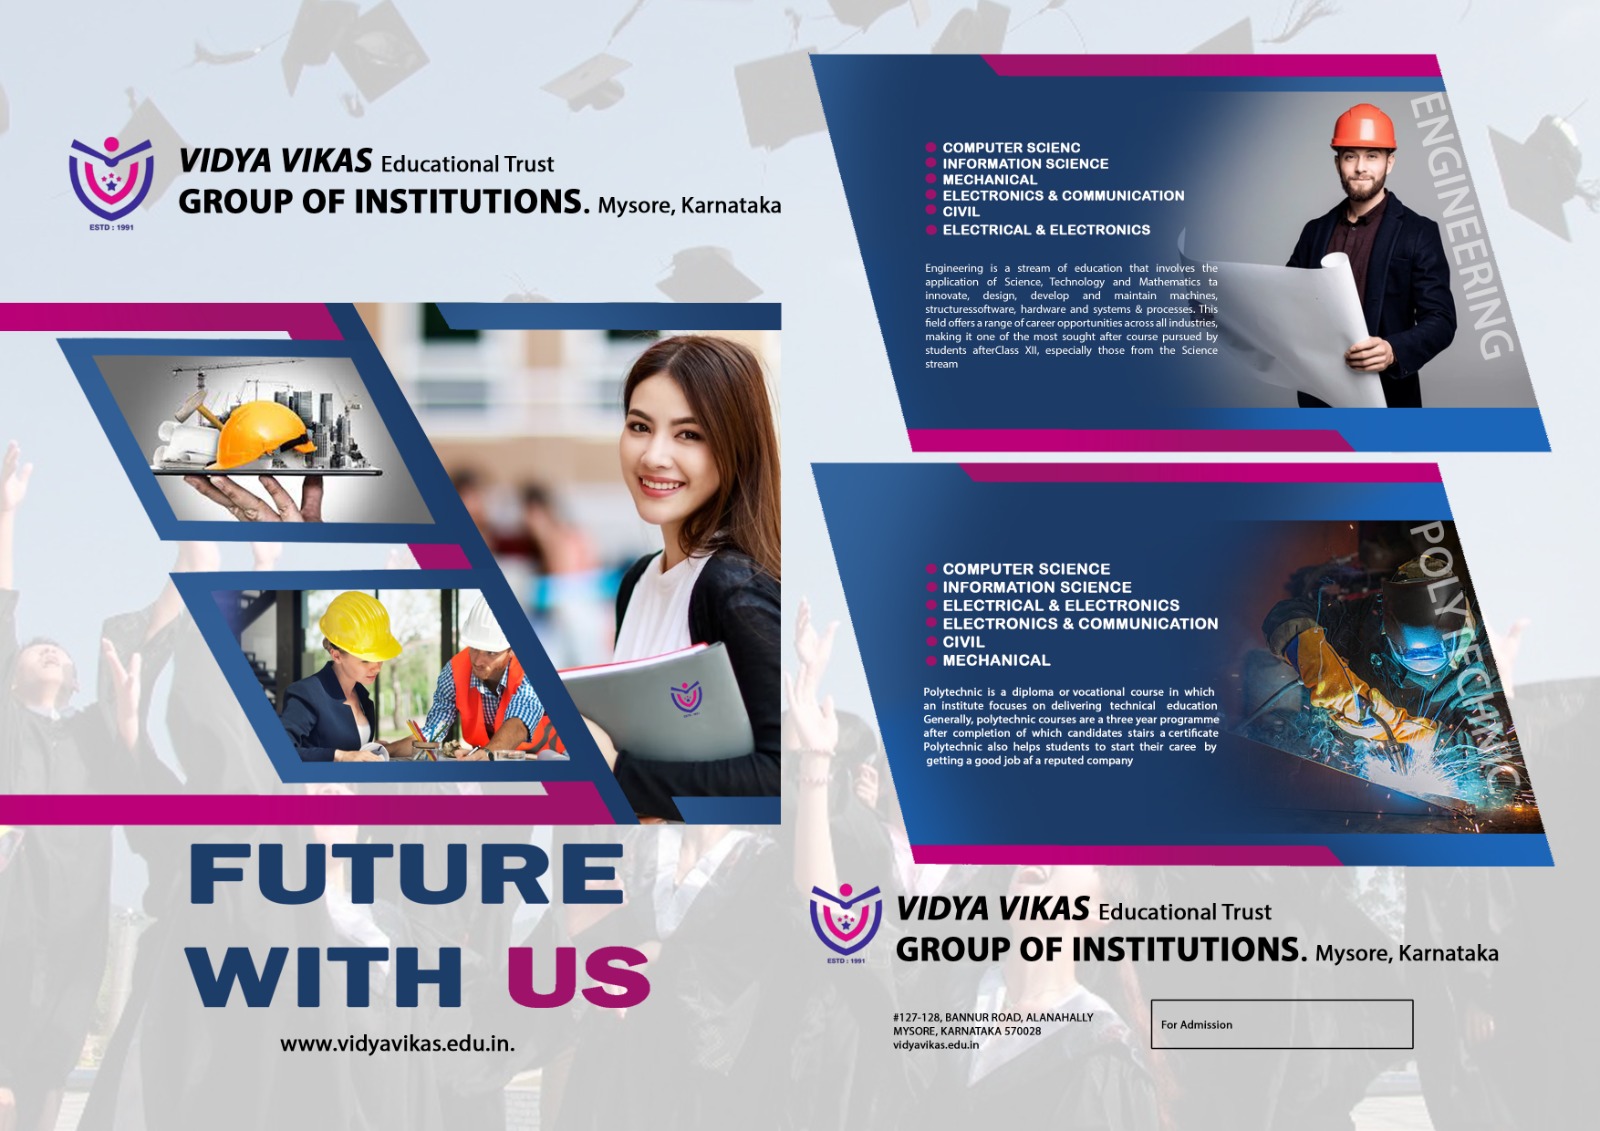 VIDYA VIKAS Educational Trust
GROUP OF INSTITUTIONS. Mysore, Karnataka
ESTD : 1991
FUTURE
WITH US
www.vidyavikas.edu.in.
ENGINEERING
COMPUTER SCIENC
INFORMATION SCIENCE
MECHANICAL
ELECTRONICS & COMMUNICATION
CIVIL
ELECTRICAL & ELECTRONICS
Engineering is a stream of education that involves the
application of Science, Technology and Mathematics ta
innovate, design, develop and maintain machines,
structuressoftware, hardware and systems & processes. This
field offers a range of career opportunities across all industries,
making it one of the most sought after course pursued by
students afterClass XII, especially those from the Science
stream
POLYTECHNIC
COMPUTER SCIENCE
INFORMATION SCIENCE
ELECTRICAL & ELECTRONICS
ELECTRONICS & COMMUNICATION
CIVIL
MECHANICAL
Polytechnic is a diploma or vocational course in which
an institute focuses on delivering technical education
Generally, polytechnic courses are a three year programme
after completion of which candidates stairs a certificate
Polytechnic also helps students to start their caree by
getting a good job af a reputed company
VIDYA VIKAS Educational Trust
GROUP OF INSTITUTIONS. Mysore, Karnataka
ESTD : 1991
#127-128, BANNUR ROAD, ALANAHALLY
MYSORE, KARNATAKA 570028
vidyavikas.edu.in
For Admission